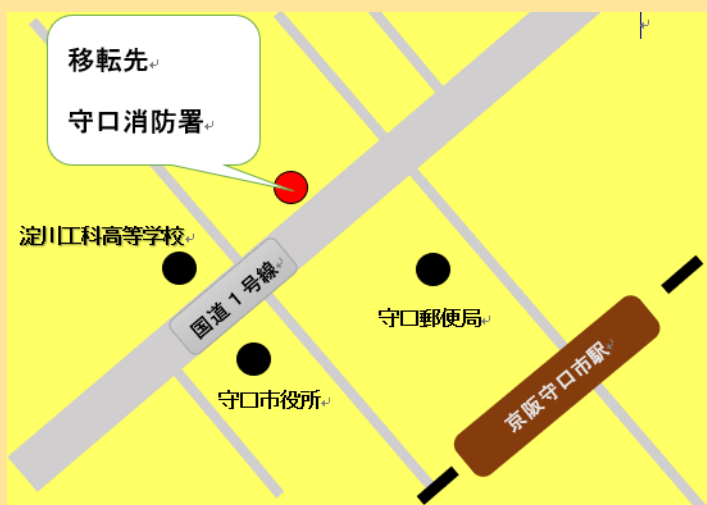 移転先
守口消防署
淀川工科高等学校
国道1号線
守口郵便局
守口市役所
京阪守口市駅